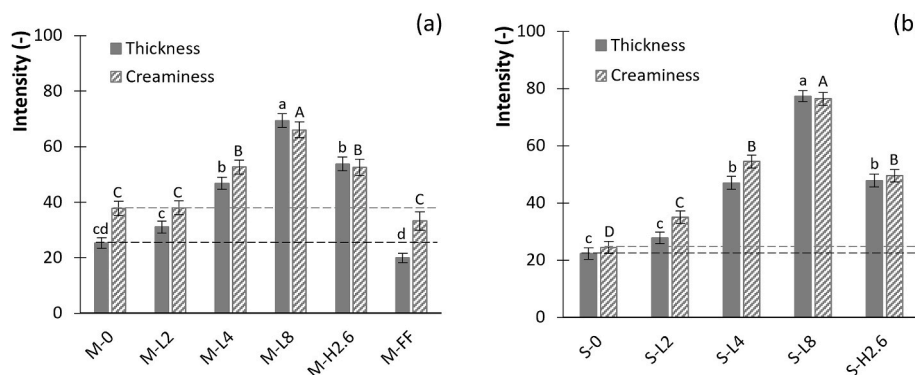 (a)
Intensity (-)
100
80
60
40
20
0
Thickness
Creaminess
cd C c C b B a A b B d C
M-0 M-L2 M-L4 M-L8 M-H2.6 M-FF
(b
Intensity (-)
100
80
60
40
20
0
Thickness
Creaminess
c D c C b B a A b B
S-0 S-L2 S-L4 S-L8 S-H2.6